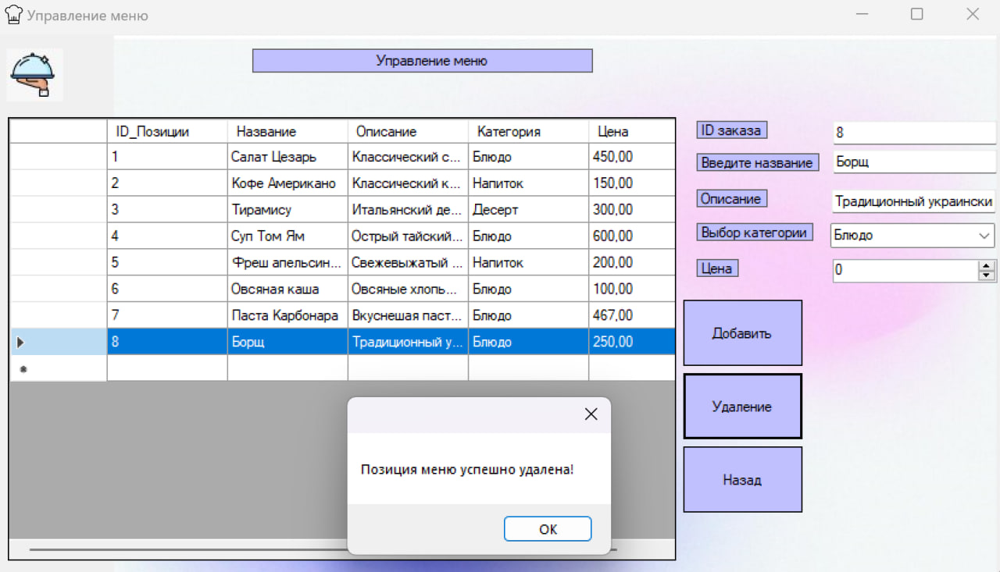 Управление меню
Управление меню
ID_Позиции Название Описание Категория Цена
1 Салат Цезарь Классический с... Блюдо 450,00
2 Кофе Американо Классический к... Напиток 150,00
3 Тирамису Итальянский де... Десерт 300,00
4 Суп Том Ям Острый тайский... Блюдо 600,00
5 Фреш апельсин... Свежевыжатый ... Напиток 200,00
6 Овсяная каша Овсяные хлопь... Блюдо 100,00
7 Паста Карбонара Вкуснешая паст... Блюдо 467,00
8 Борщ Традиционный у... Блюдо 250,00
ID заказа 8
Введите название Борщ
Описание Традиционный украински
Выбор категории Блюдо
Цена 0
Добавить
Удаление
Назад
Позиция меню успешно удалена!
OK